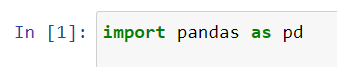 In [1]: import pandas as pd